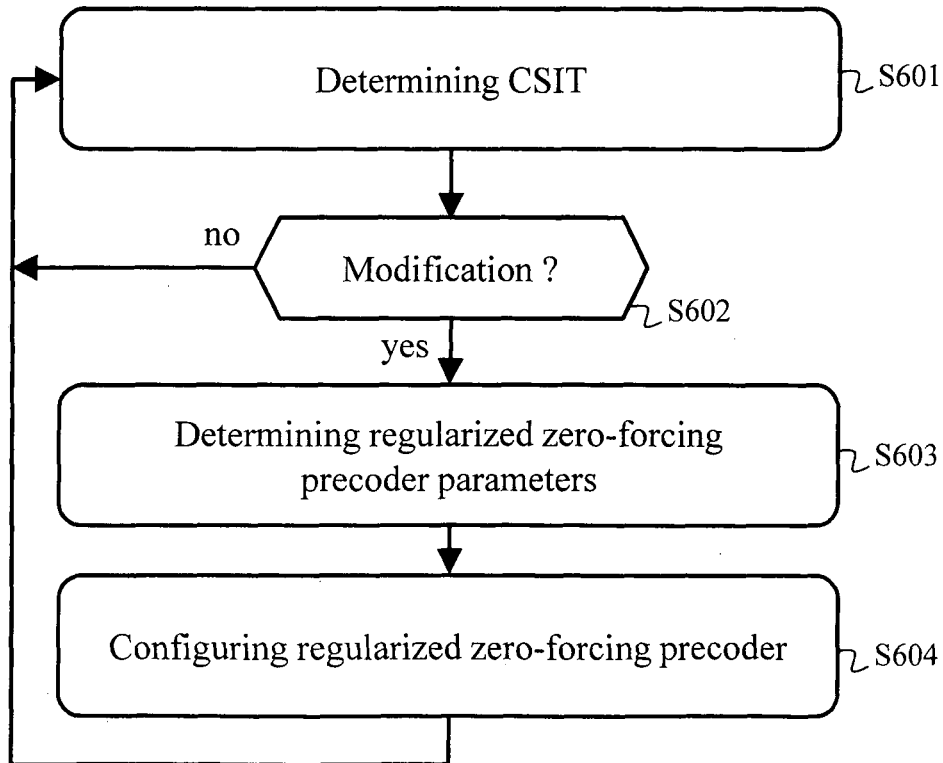 Determining CSIT
S601
no
Modification ?
S602
yes
Determining regularized zero-forcing
precoder parameters
S603
Configuring regularized zero-forcing precoder
S604